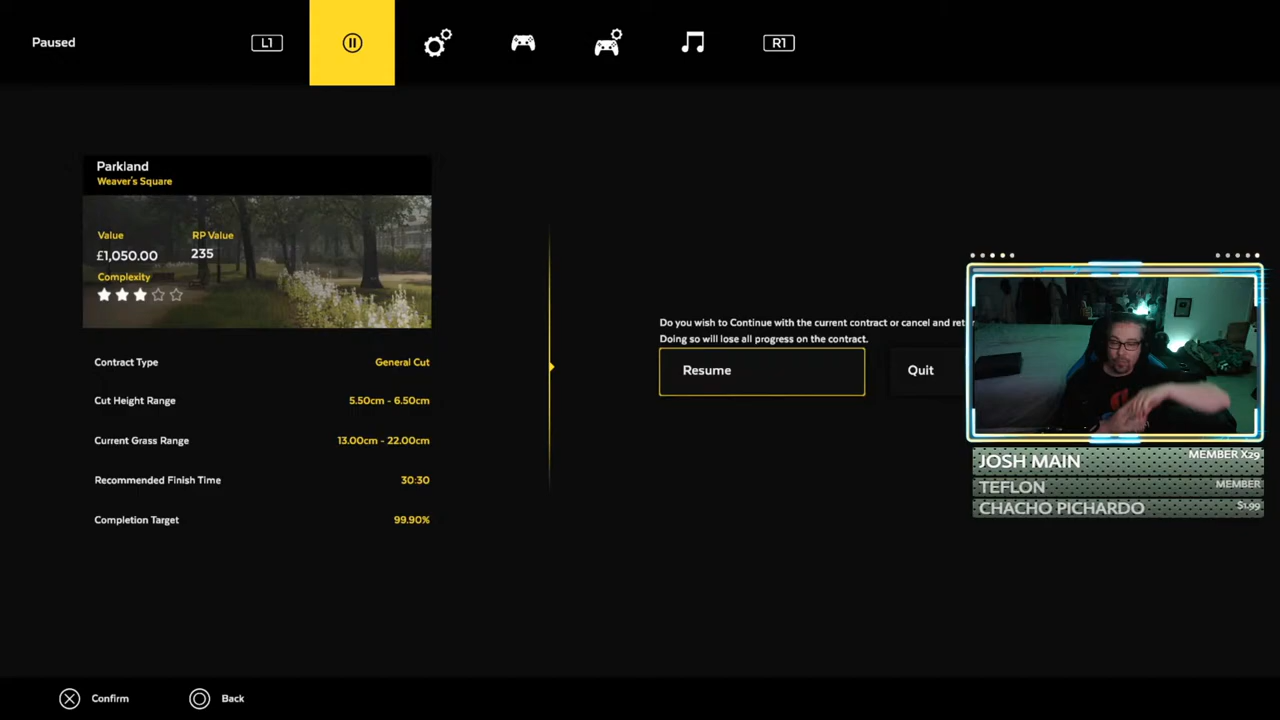 Paused
L1
R1
Parkland
Weaver's Square
Value
RP Value
£1,050.00
235
Complexity
Contract Type
General Cut
Cut Height Range
5.50cm - 6.50cm
Current Grass Range
13.00cm - 22.00cm
Recommended Finish Time
30:30
Completion Target
99.90%
Do you wish to Continue with the current contract or cancel and
Doing so will lose all progress on the contract.
Resume
Quit
JOSH MAIN
MEMBER X29
TEFLON
MEMBER
CHACHO PICHARDO
$1.99
Confirm
Back